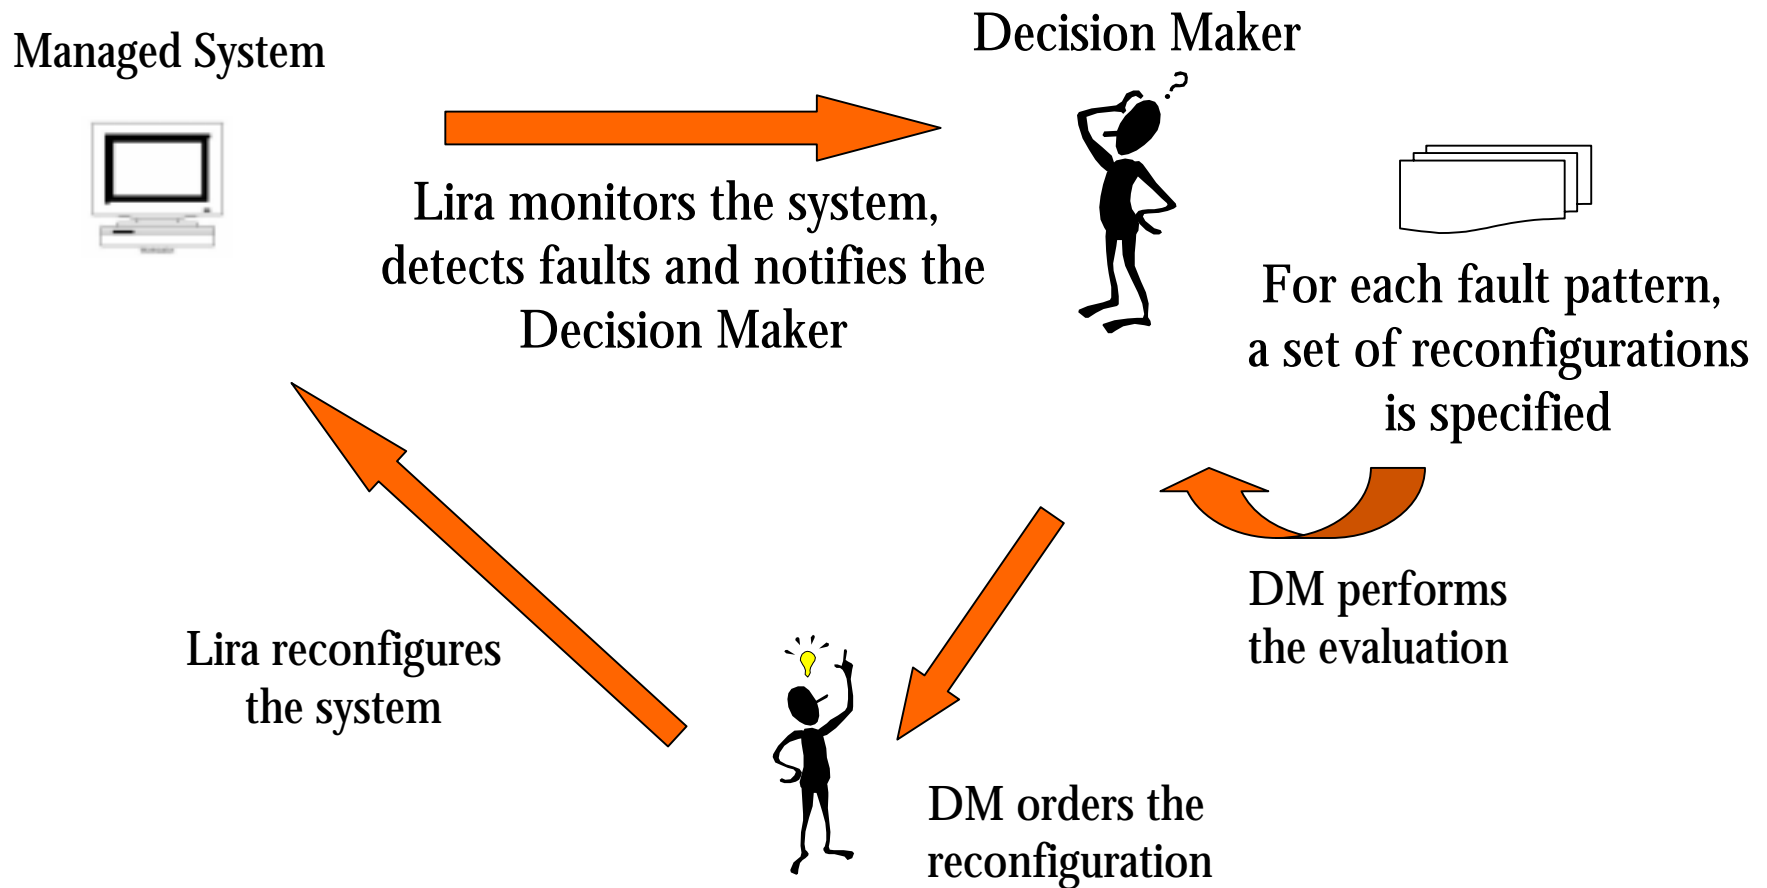 Managed System
Decision Maker
Lira monitors the system,
detects faults and notifies the
Decision Maker
For each fault pattern,
a set of reconfigurations
is specified
DM performs
the evaluation
Lira reconfigures
the system
DM orders the
reconfiguration
?